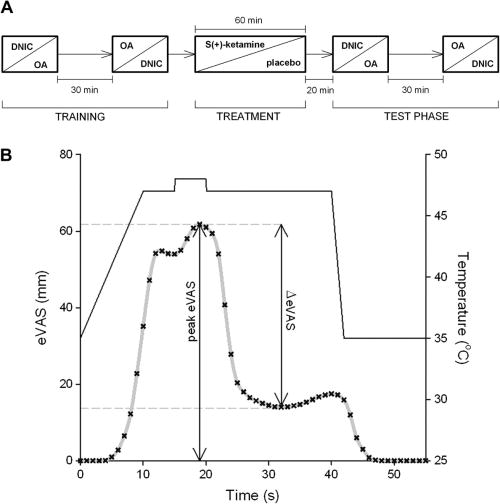 A
60 min
DNIC
OA
OA
DNIC
S(+)-ketamine
placebo
DNIC
OA
OA
DNIC
30 min
20 min
30 min
TRAINING
TREATMENT
TEST PHASE
B
80
60
40
20
0
eVAS (mm)
50
45
40
35
30
25
Temperature (°C)
peak eVAS
ΔeVAS
0
10
20
30
40
50
Time (s)